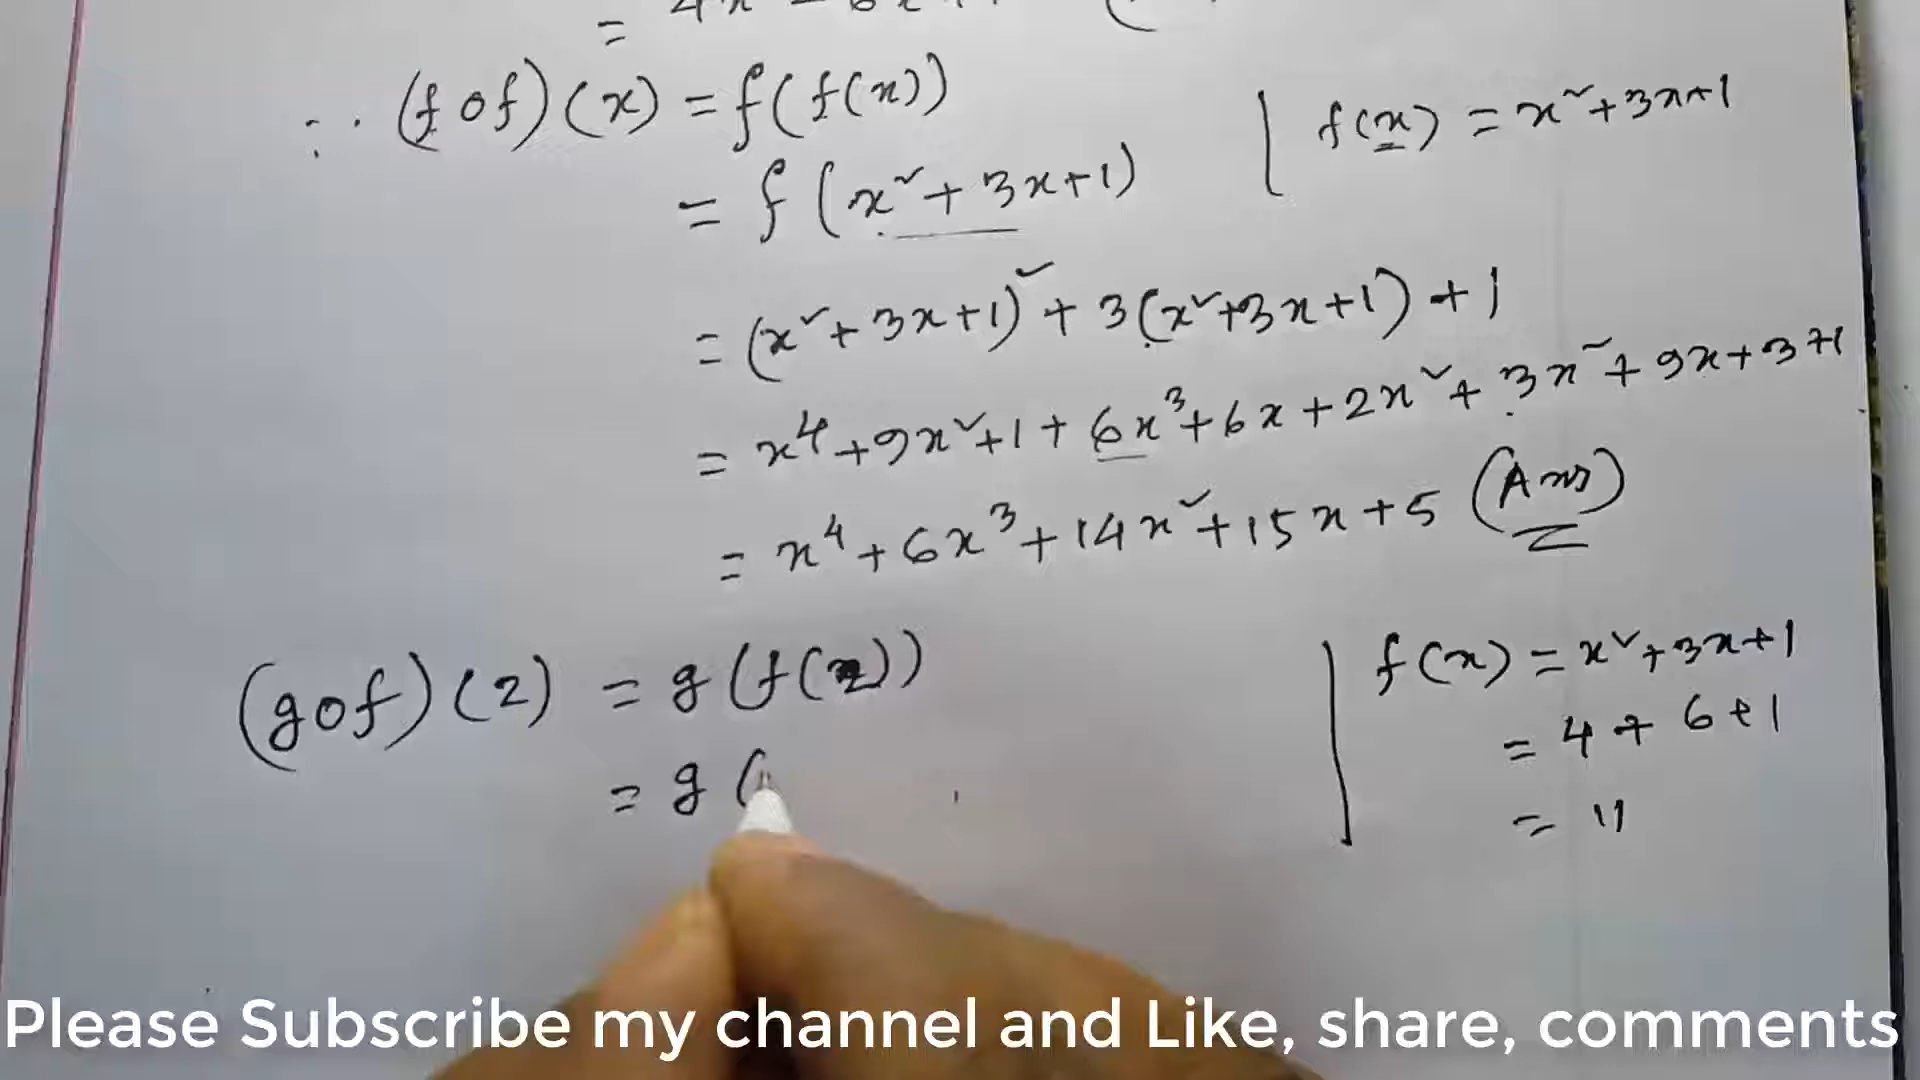 = 4x
∴ (fof)(x) = f(f(x))
f(x) = x² + 3x + 1
= f(x² + 3x + 1)
= (x² + 3x + 1)² + 3(x² + 3x + 1) + 1
= x⁴ + 9x² + 1 + 6x³ + 6x + 2x² + 3x² + 9x + 3 + 1
= x⁴ + 6x³ + 14x² + 15x + 5 (Ans)
(gof)(2) = g(f(2))
= g(
f(x) = x² + 3x + 1
= 4 + 6 + 1
= 11
Please Subscribe my channel and Like, share, comments